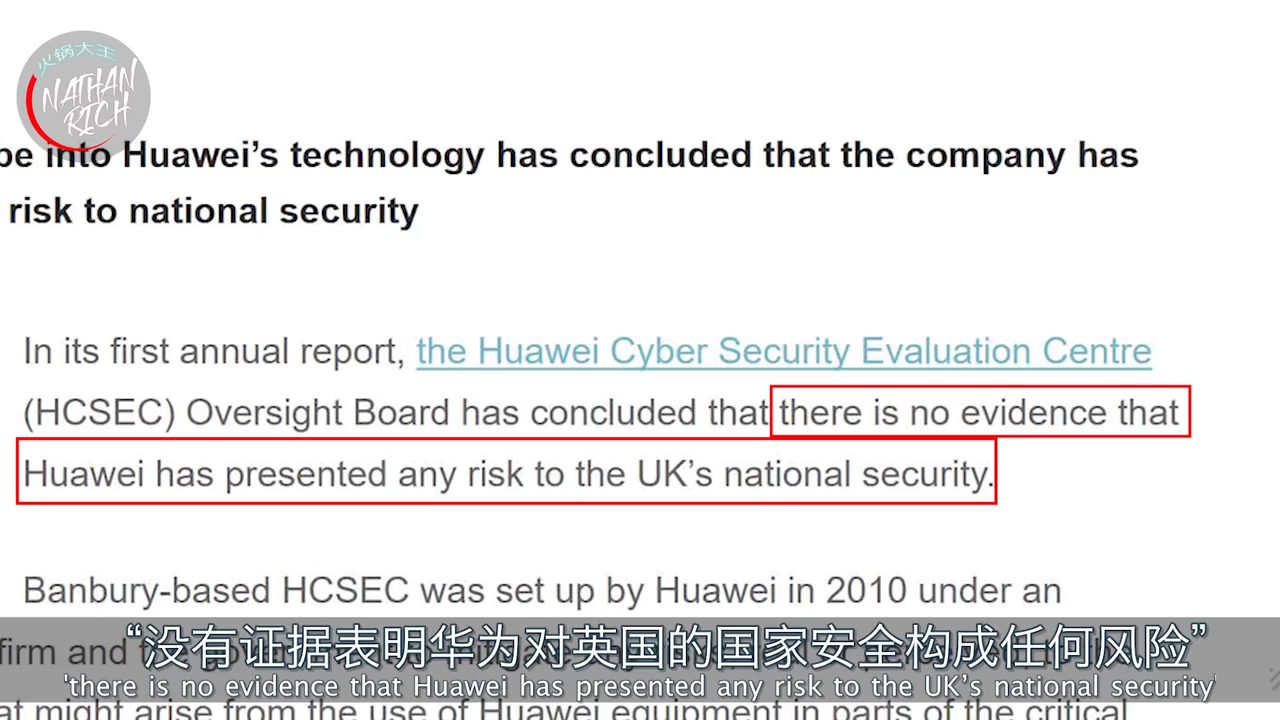 火锅大王
NATHAN
RICH
into Huawei's technology has concluded that the company has
risk to national security
In its first annual report, the Huawei Cyber Security Evaluation Centre
(HCSEC) Oversight Board has concluded that there is no evidence that
Huawei has presented any risk to the UK's national security.
Banbury-based HCSEC was set up by Huawei in 2010 under an
firm and
“没有证据表明华为对英国的国家安全构成任何风险”
'there is no evidence that Huawei has presented any risk to the UK's national security'
might arise from the use of Huawei equipment in parts of the critical